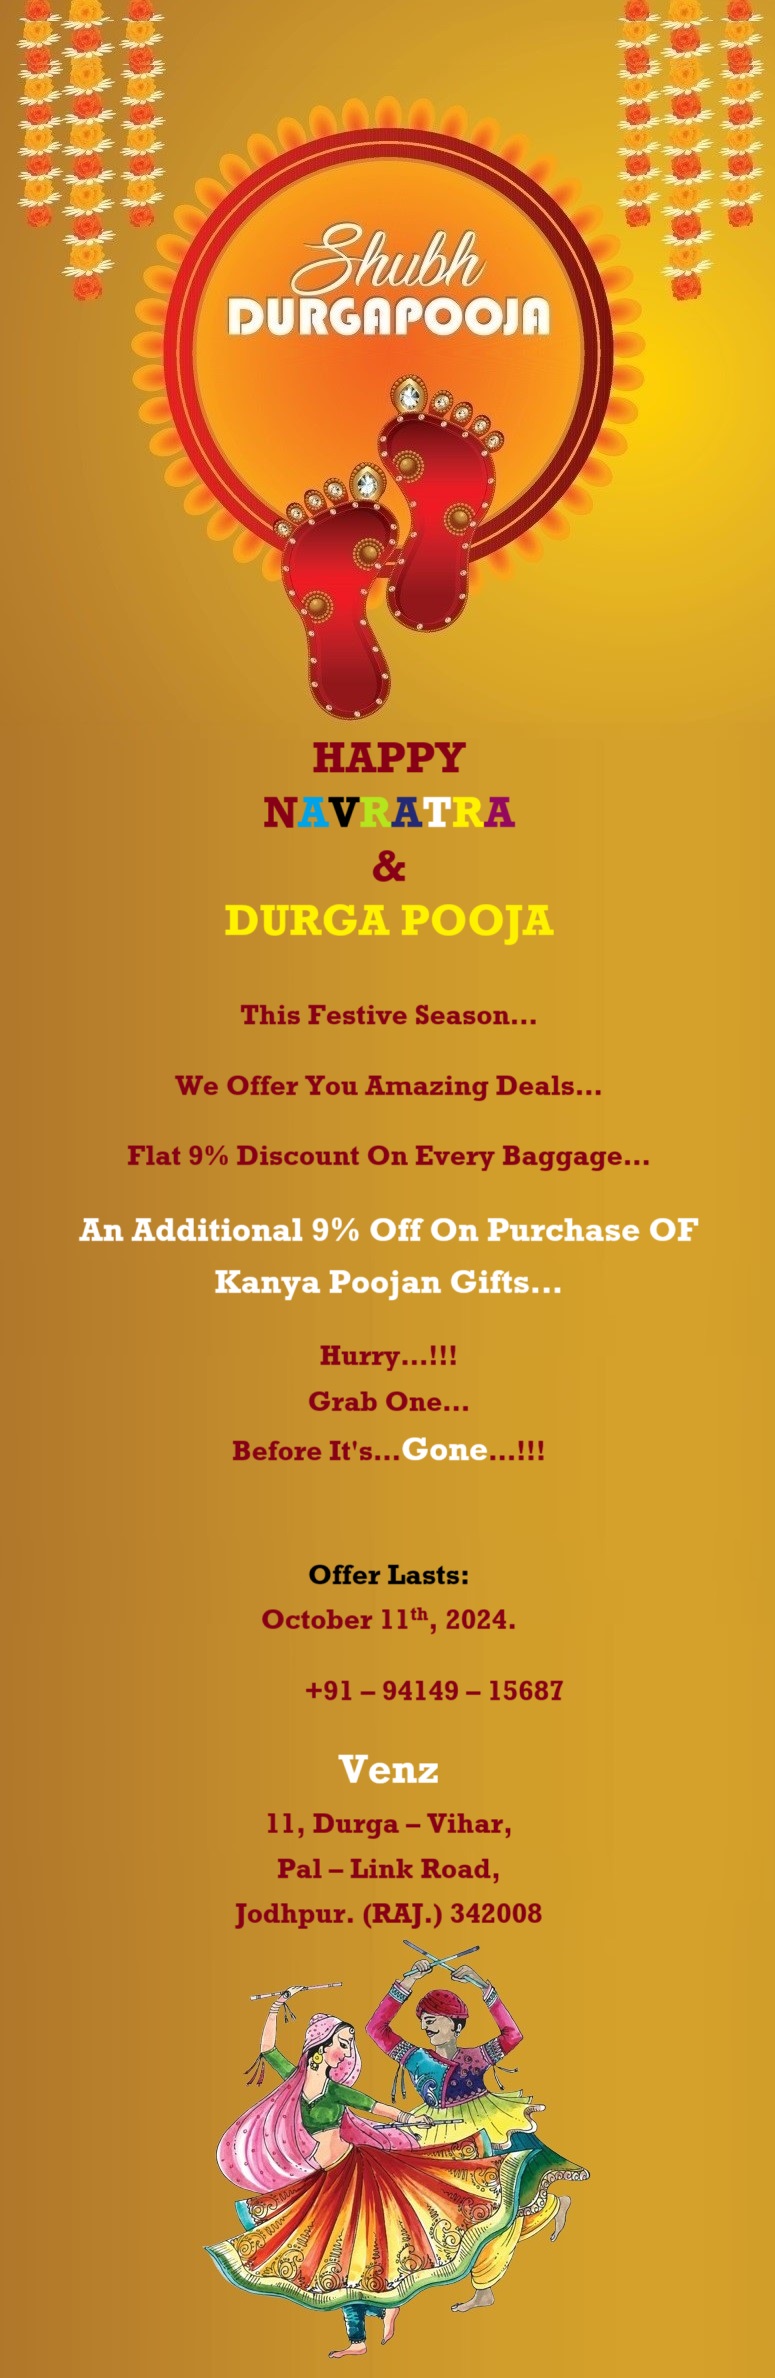 Shubh
DURGAPOOJA
HAPPY
NAVRATRA
&
DURGA POOJA
This Festive Season...
We Offer You Amazing Deals...
Flat 9% Discount On Every Baggage...
An Additional 9% Off On Purchase OF
Kanya Poojan Gifts...
Hurry...!!!
Grab One...
Before It's...Gone...!!!
Offer Lasts:
October 11th, 2024.
+91 – 94149 – 15687
Venz
11, Durga – Vihar,
Pal – Link Road,
Jodhpur. (RAJ.) 342008